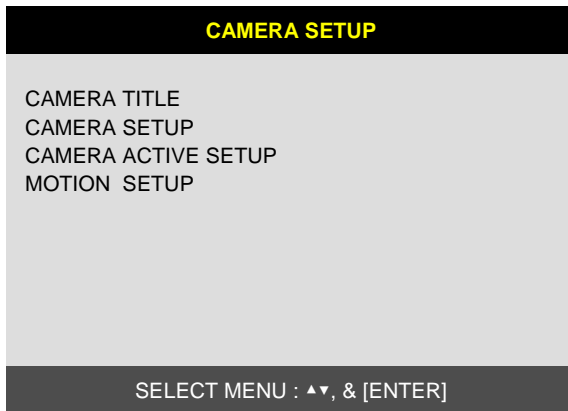 CAMERA SETUP
CAMERA TITLE
CAMERA SETUP
CAMERA ACTIVE SETUP
MOTION  SETUP
SELECT MENU : ▲▼, & [ENTER]